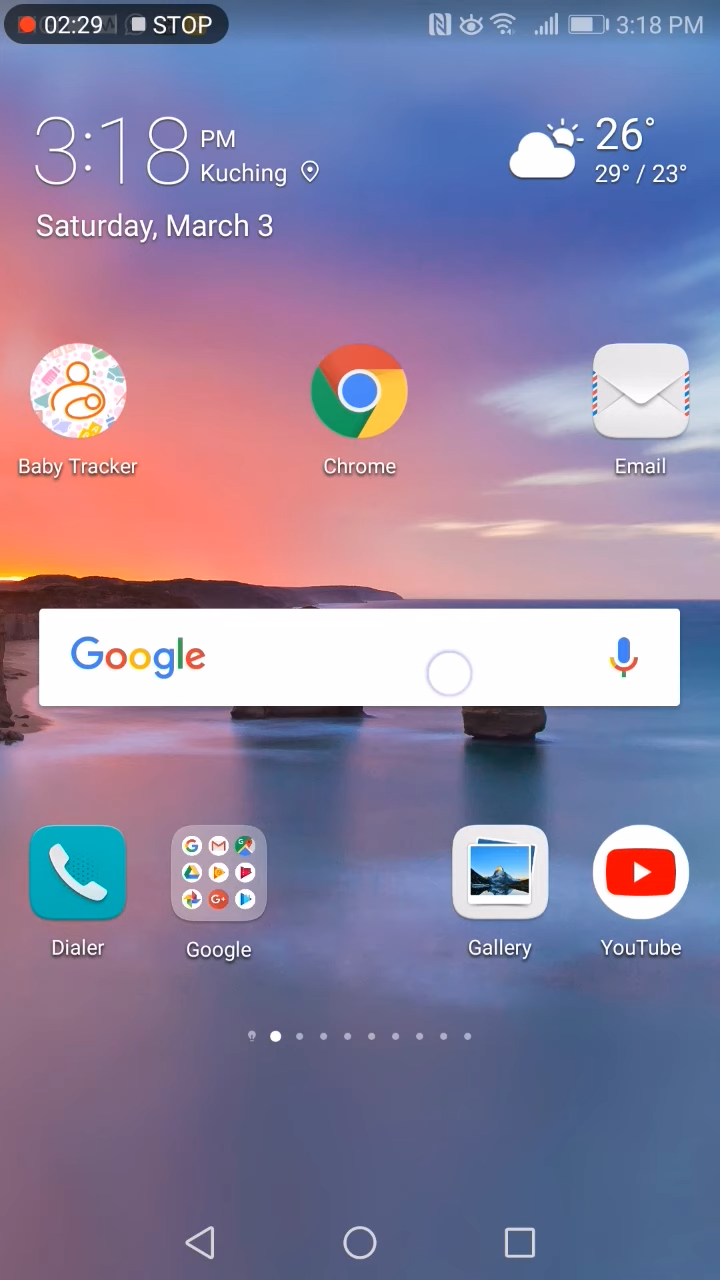 02:29 STOP 3:18 PM
3:18 PM
Kuching
26°
29° / 23°
Saturday, March 3
Baby Tracker
Chrome
Email
Google
Dialer
Google
Gallery
YouTube